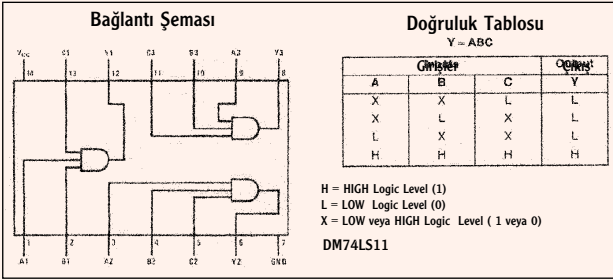 Bağlantı Şeması
VCC C1 Y1 C3 B3 A3 Y3
14 13 12 11 10 9 8
1 2 3 4 5 6 7
A1 B1 A2 B2 C2 Y2 GND
Doğruluk Tablosu
Y = ABC
Girişler Çıkış
A B C Y
X X L L
X L X L
L X X L
H H H H
H = HIGH Logic Level (1)
L = LOW Logic Level (0)
X = LOW veya HIGH Logic Level ( 1 veya 0)
DM74LS11